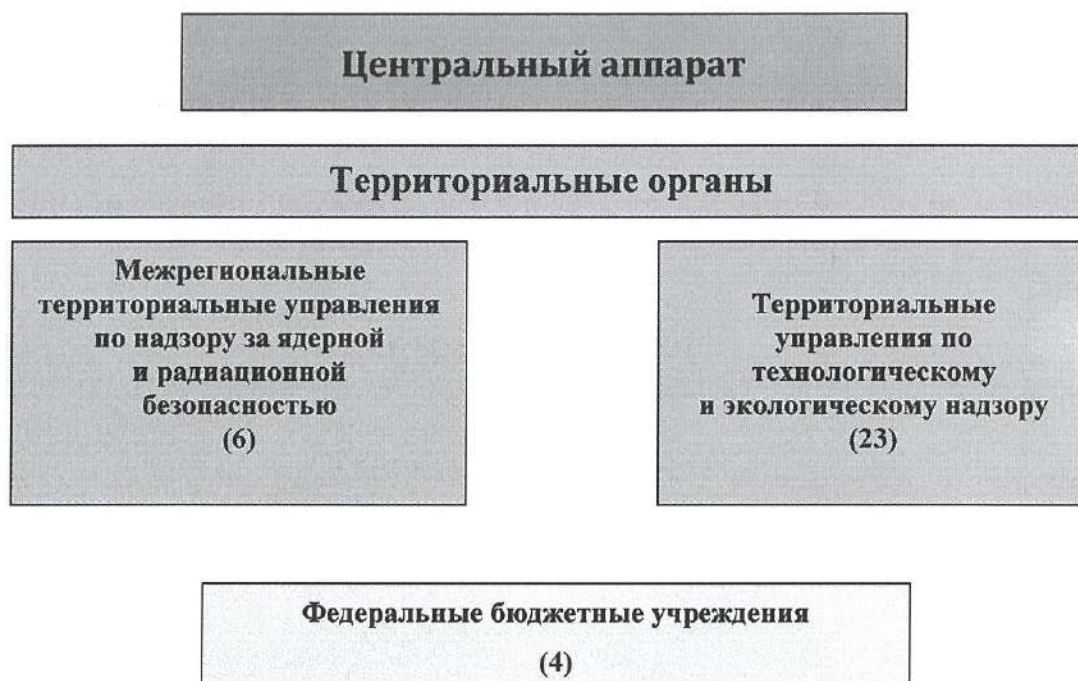 Центральный аппарат
Территориальные органы
Межрегиональные
территориальные управления
по надзору за ядерной
и радиационной
безопасностью
(6)
Территориальные
управления по
технологическому
и экологическому надзору
(23)
Федеральные бюджетные учреждения
(4)